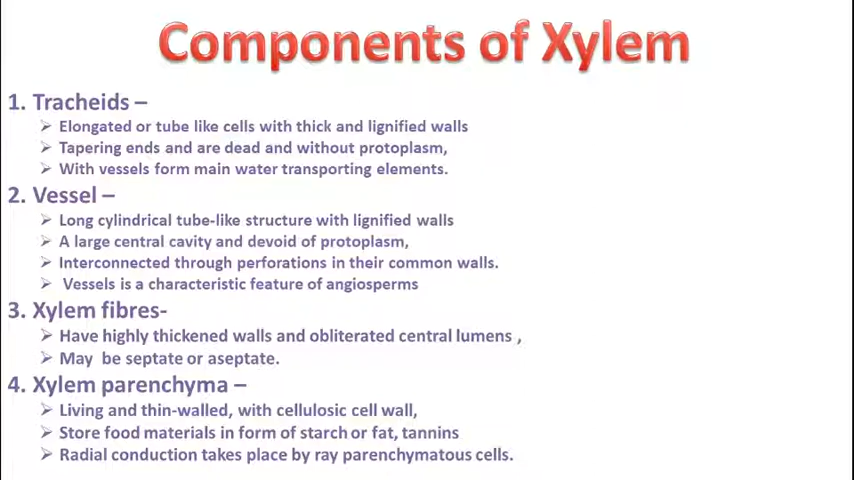 Components of Xylem
1. Tracheids –
➢ Elongated or tube like cells with thick and lignified walls
➢ Tapering ends and are dead and without protoplasm,
➢ With vessels form main water transporting elements.
2. Vessel –
➢ Long cylindrical tube-like structure with lignified walls
➢ A large central cavity and devoid of protoplasm,
➢ Interconnected through perforations in their common walls.
➢ Vessels is a characteristic feature of angiosperms
3. Xylem fibres-
➢ Have highly thickened walls and obliterated central lumens ,
➢ May be septate or aseptate.
4. Xylem parenchyma –
➢ Living and thin-walled, with cellulosic cell wall,
➢ Store food materials in form of starch or fat, tannins
➢ Radial conduction takes place by ray parenchymatous cells.